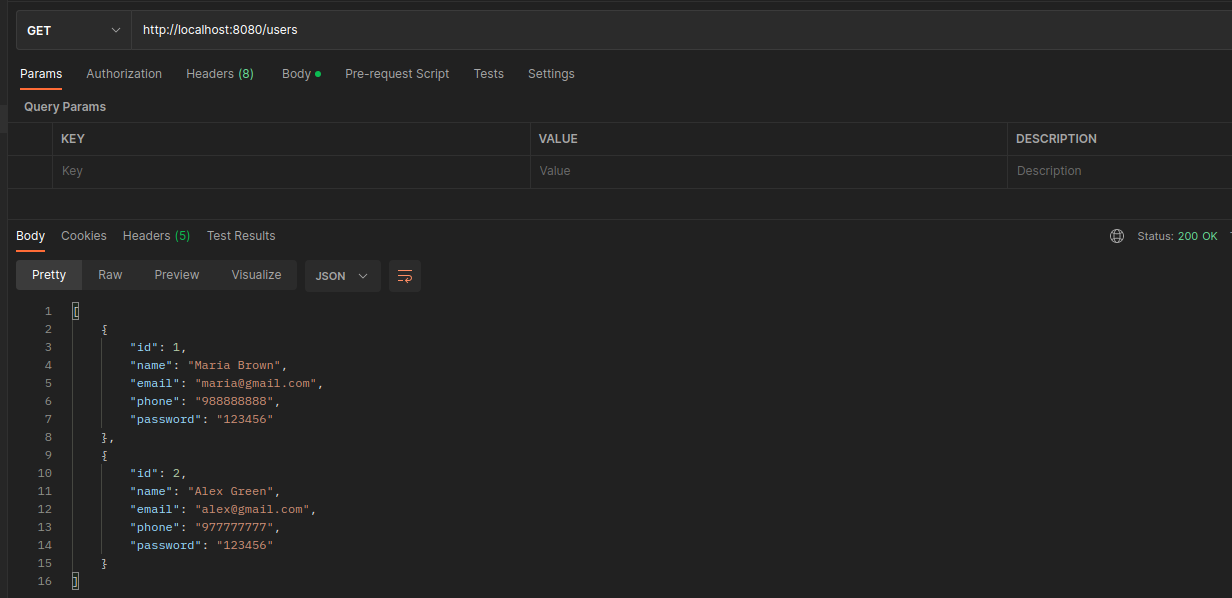 GET http://localhost:8080/users
Params Authorization Headers (8) Body Pre-request Script Tests Settings
Query Params
KEY VALUE DESCRIPTION
Key Value Description
Body Cookies Headers (5) Test Results Status: 200 OK
Pretty Raw Preview Visualize JSON
1 [
2 {
3 "id": 1,
4 "name": "Maria Brown",
5 "email": "maria@gmail.com",
6 "phone": "988888888",
7 "password": "123456"
8 },
9 {
10 "id": 2,
11 "name": "Alex Green",
12 "email": "alex@gmail.com",
13 "phone": "977777777",
14 "password": "123456"
15 }
16 ]